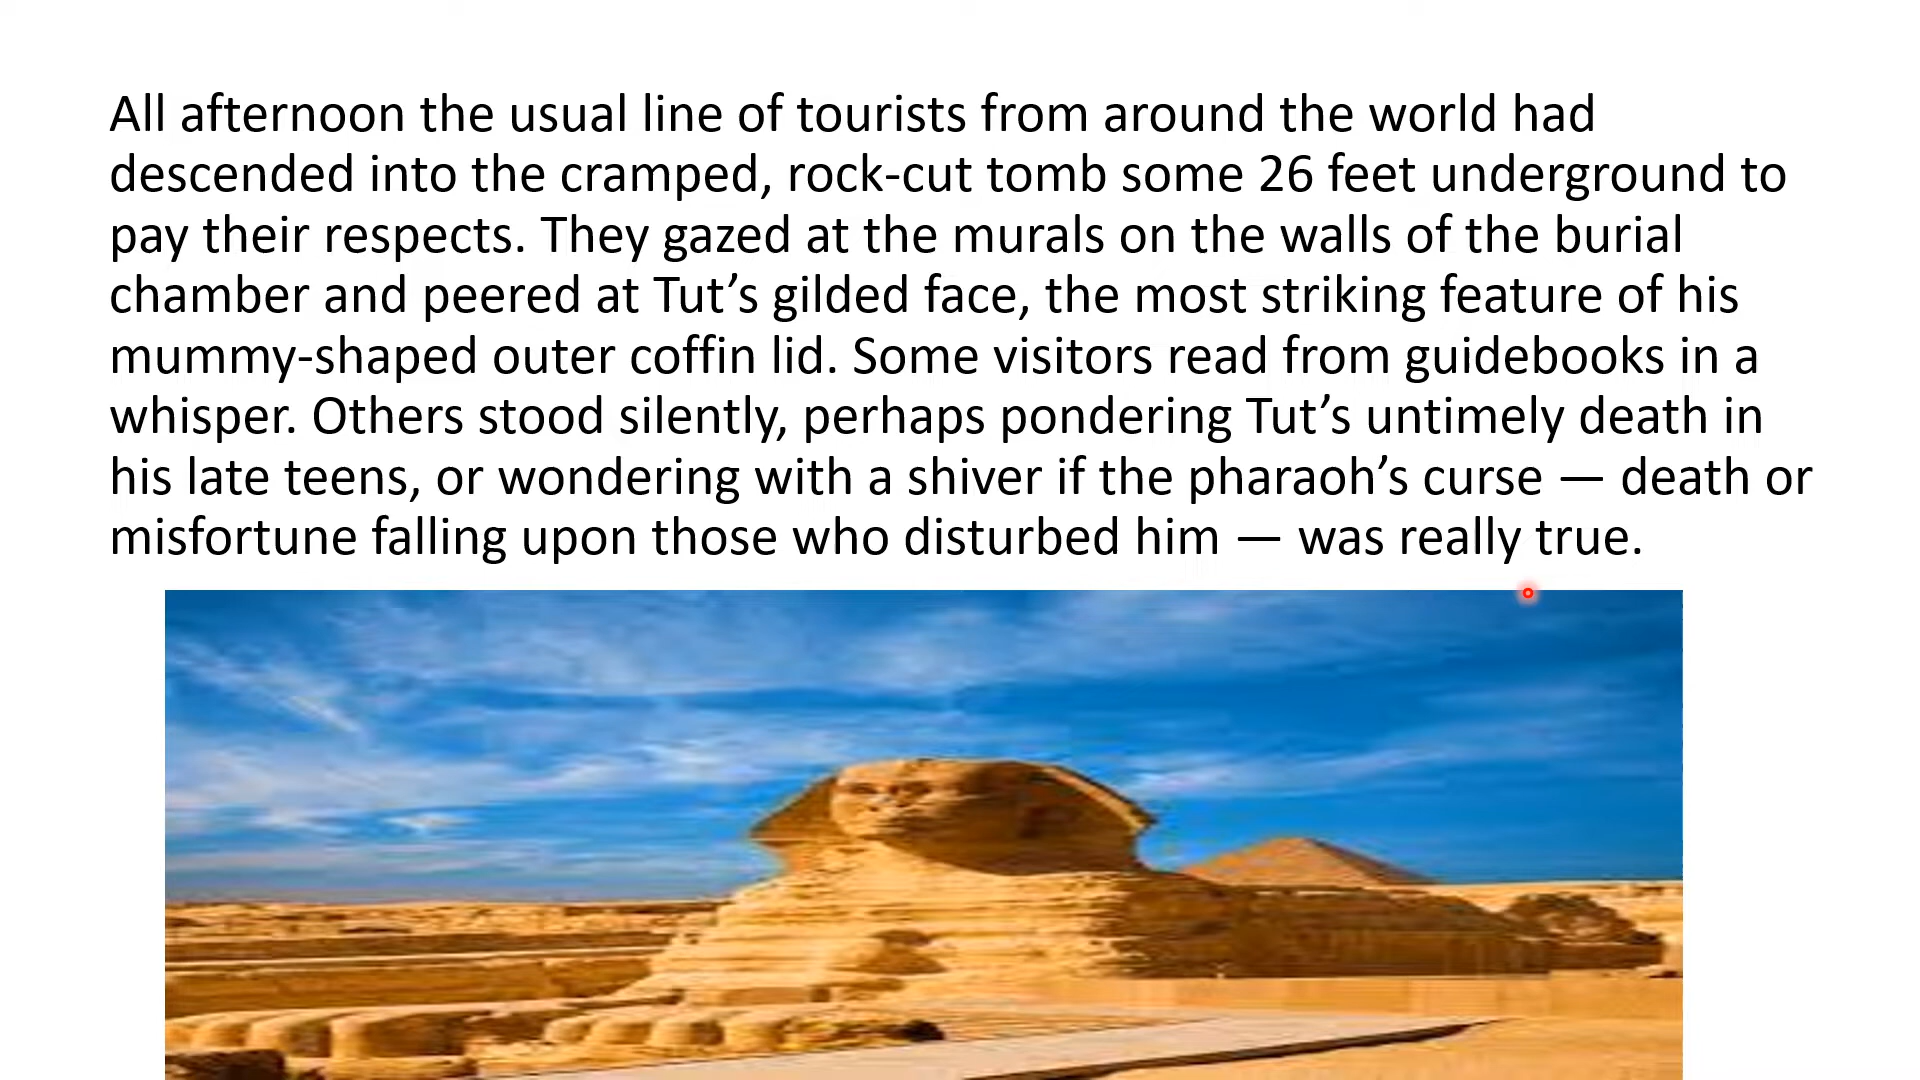 All afternoon the usual line of tourists from around the world had
descended into the cramped, rock-cut tomb some 26 feet underground to
pay their respects. They gazed at the murals on the walls of the burial
chamber and peered at Tut’s gilded face, the most striking feature of his
mummy-shaped outer coffin lid. Some visitors read from guidebooks in a
whisper. Others stood silently, perhaps pondering Tut’s untimely death in
his late teens, or wondering with a shiver if the pharaoh’s curse — death or
misfortune falling upon those who disturbed him — was really true.